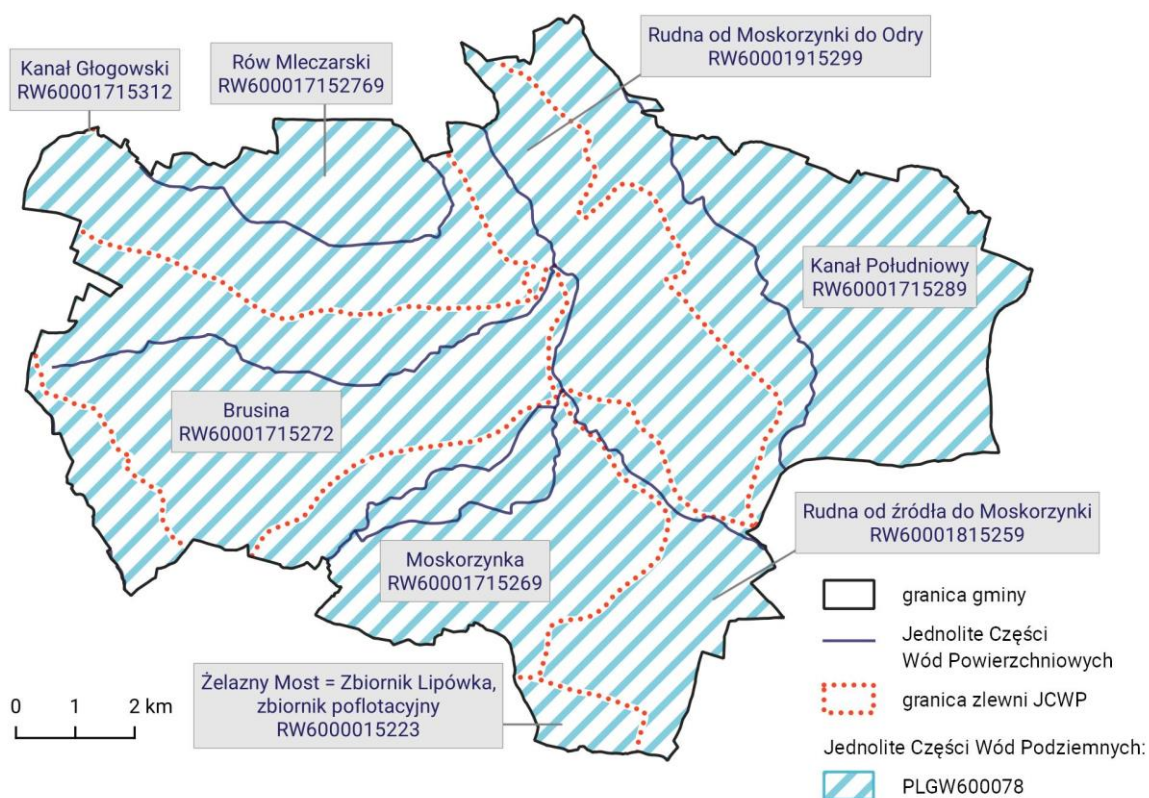 Kanał Głogowski
RW60001715312
Rów Mleczarski
RW600017152769
Rudna od Moskorzynki do Odry
RW60001915299
Kanał Południowy
RW60001715289
Brusina
RW60001715272
Moskorzynka
RW60001715269
Rudna od źródła do Moskorzynki
RW60001815259
Żelazny Most = Zbiornik Lipówka,
zbiornik poflotacyjny
RW6000015223
0 1 2 km
granica gminy
Jednolite Części
Wód Powierzchniowych
granica zlewni JCWP
Jednolite Części Wód Podziemnych:
PLGW600078